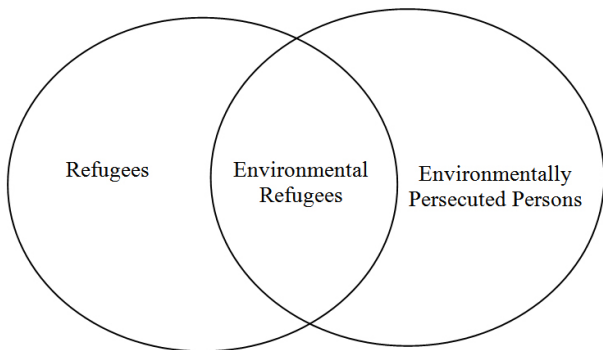 Refugees
Environmental
Refugees
Environmentally
Persecuted Persons